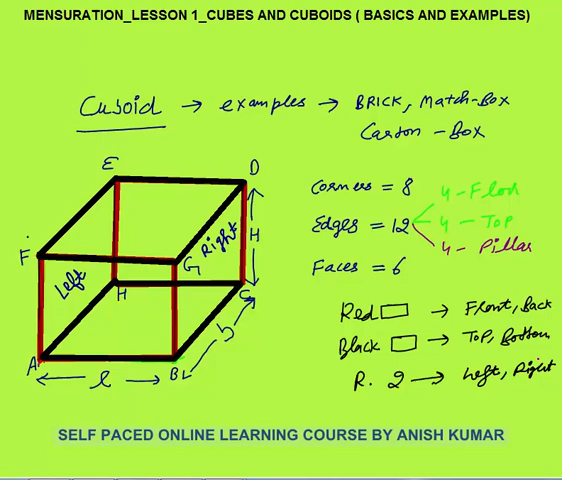 MENSURATION_LESSON 1_CUBES AND CUBOIDS ( BASICS AND EXAMPLES)
Cuboid → examples → BRICK, Match-Box
Carton - Box
E
D
Corners = 8
4 - Floor
H
Edges = 12
4 - TOP
Right
4 - Pillar
F
G
Left
Faces = 6
H
C
Red → Front, Back
b
Black → TOP, Bottom
A
B
l
R. 2 → Left, Right
SELF PACED ONLINE LEARNING COURSE BY ANISH KUMAR